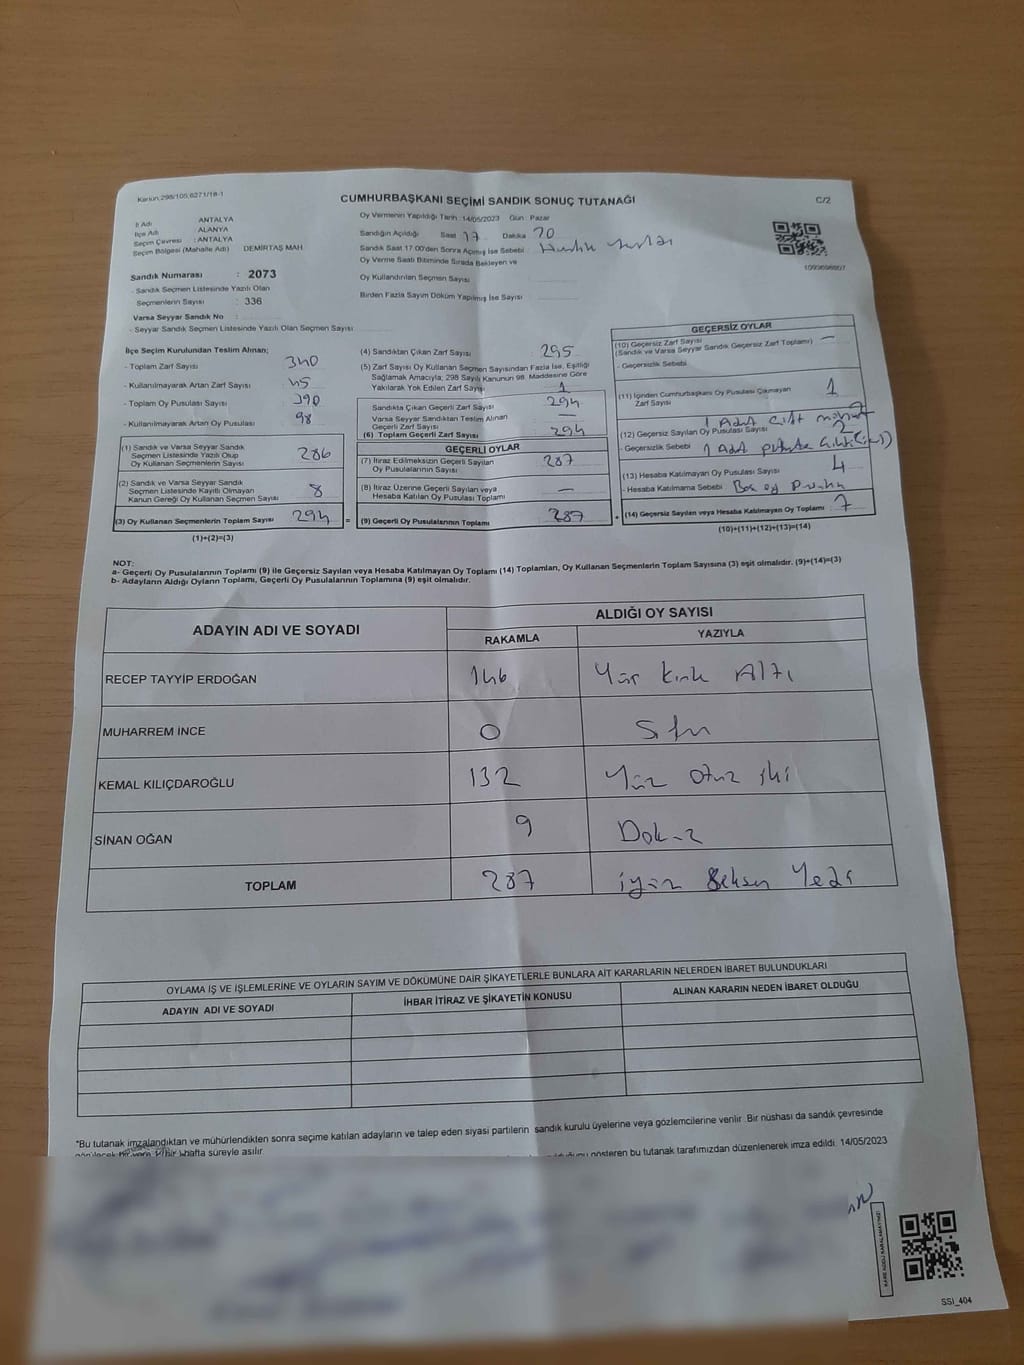 Kanun:298/105,6271/18-1
CUMHURBAŞKANI SEÇİMİ SANDIK SONUÇ TUTANAĞI
C/2
İl Adı : ANTALYA
İlçe Adı : ALANYA
Seçim Çevresi : ANTALYA
Seçim Bölgesi (Mahalle Adı) DEMİRTAŞ MAH.
Oy Vermenin Yapıldığı Tarih :14/05/2023 Gün : Pazar
Sandığın Açıldığı Saat 17 Dakika 20
Sandık Saat 17:00'den Sonra Açılmış İse Sebebi :
Oy Verme Saati Bitiminde Sırada Bekleyen ve
Oy Kullandırılan Seçmen Sayısı
Birden Fazla Sayım Döküm Yapılmış İse Sayısı
1093698607
Sandık Numarası : 2073
- Sandık Seçmen Listesinde Yazılı Olan
Seçmenlerin Sayısı : 336
Varsa Seyyar Sandık No :
- Seyyar Sandık Seçmen Listesinde Yazılı Olan Seçmen Sayısı
İlçe Seçim Kurulundan Teslim Alınan;
- Toplam Zarf Sayısı : 340
- Kullanılmayarak Artan Zarf Sayısı : 45
- Toplam Oy Pusulası Sayısı : 390
- Kullanılmayarak Artan Oy Pusulası : 98
(1) Sandık ve Varsa Seyyar Sandık
Seçmen Listesinde Yazılı Olup
Oy Kullanan Seçmenlerin Sayısı 286
(2) Sandık ve Varsa Seyyar Sandık
Seçmen Listesinde Kayıtlı Olmayan
Kanun Gereği Oy Kullanan Seçmen Sayısı 8
(3) Oy Kullanan Seçmenlerin Toplam Sayısı 294
(1)+(2)=(3)
(4) Sandıktan Çıkan Zarf Sayısı : 295
(5) Zarf Sayısı Oy Kullanan Seçmen Sayısından Fazla İse, Eşitliği
Sağlamak Amacıyla; 298 Sayılı Kanunun 98. Maddesine Göre
Yakılarak Yok Edilen Zarf Sayısı 1
Sandıkta Çıkan Geçerli Zarf Sayısı : 294
Varsa Seyyar Sandıktan Teslim Alınan
Geçerli Zarf Sayısı : —
(6) Toplam Geçerli Zarf Sayısı : 294
GEÇERLİ OYLAR
(7) İtiraz Edilmeksizin Geçerli Sayılan
Oy Pusulalarının Sayısı : 287
(8) İtiraz Üzerine Geçerli Sayılan veya
Hesaba Katılan Oy Pusulası Toplamı —
= (9) Geçerli Oy Pusulalarının Toplamı : 287
GEÇERSİZ OYLAR
(10) Geçersiz Zarf Sayısı : —
(Sandık ve Varsa Seyyar Sandık Geçersiz Zarf Toplamı)
- Geçersizlik Sebebi
(11) İçinden Cumhurbaşkanı Oy Pusulası Çıkmayan
Zarf Sayısı 1
1 Adet çift mühür
(12) Geçersiz Sayılan Oy Pusulası Sayısı : 2
- Geçersizlik Sebebi : 1 Adet
(13) Hesaba Katılmayan Oy Pusulası Sayısı : 4
- Hesaba Katılmama Sebebi : Boş oy
+ (14) Geçersiz Sayılan veya Hesaba Katılmayan Oy Toplamı : 7
(10)+(11)+(12)+(13)=(14)
NOT:
a- Geçerli Oy Pusulalarının Toplamı (9) ile Geçersiz Sayılan veya Hesaba Katılmayan Oy Toplamı (14) Toplamları, Oy Kullanan Seçmenlerin Toplam Sayısına (3) eşit olmalıdır. (9)+(14)=(3)
b- Adayların Aldığı Oyların Toplamı, Geçerli Oy Pusulalarının Toplamına (9) eşit olmalıdır.
ADAYIN ADI VE SOYADI
ALDIĞI OY SAYISI
RAKAMLA YAZIYLA
RECEP TAYYİP ERDOĞAN 146 Yüz kırk Altı
MUHARREM İNCE 0 Sıfır
KEMAL KILIÇDAROĞLU 132 Yüz otuz iki
SİNAN OĞAN 9 Dokuz
TOPLAM 287 iyüz Seksen Yedi
OYLAMA İŞ VE İŞLEMLERİNE VE OYLARIN SAYIM VE DÖKÜMÜNE DAİR ŞİKAYETLERLE BUNLARA AİT KARARLARIN NELERDEN İBARET BULUNDUKLARI
ADAYIN ADI VE SOYADI İHBAR İTİRAZ VE ŞİKAYETİN KONUSU ALINAN KARARIN NEDEN İBARET OLDUĞU
*Bu tutanak imzalandıktan ve mühürlendikten sonra seçime katılan adayların ve talep eden siyasi partilerin sandık kurulu üyelerine veya gözlemcilerine verilir. Bir nüshası da sandık çevresinde
görülecek bir yere bir hafta süreyle asılır.
gösteren bu tutanak tarafımızdan düzenlenerek imza edildi. 14/05/2023
KARE KODU KARALAMAYINIZ!
SSI_404